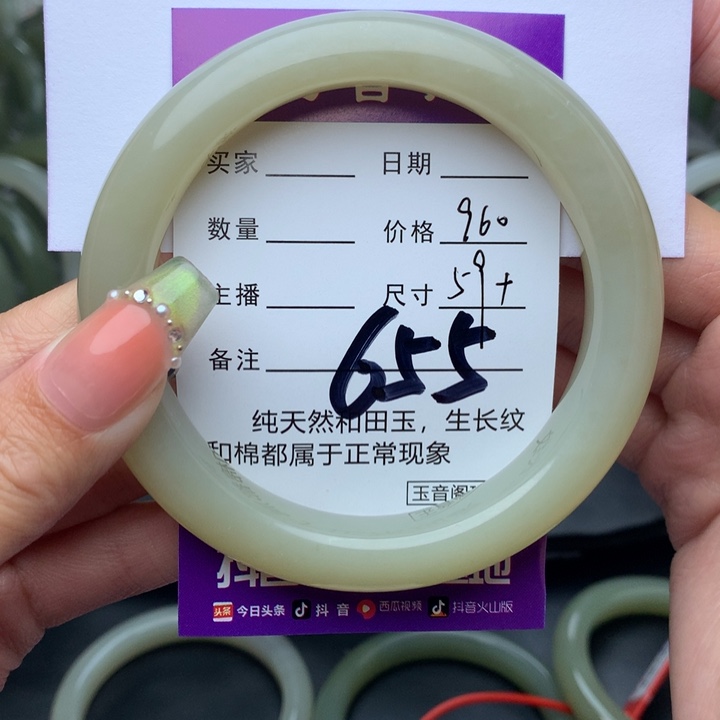 买家 日期
数量 价格 960
主播 尺寸 59+
备注 655
纯天然和田玉，生长纹
和棉都属于正常现象
玉音阁
头条 今日头条 抖音 西瓜视频 抖音火山版